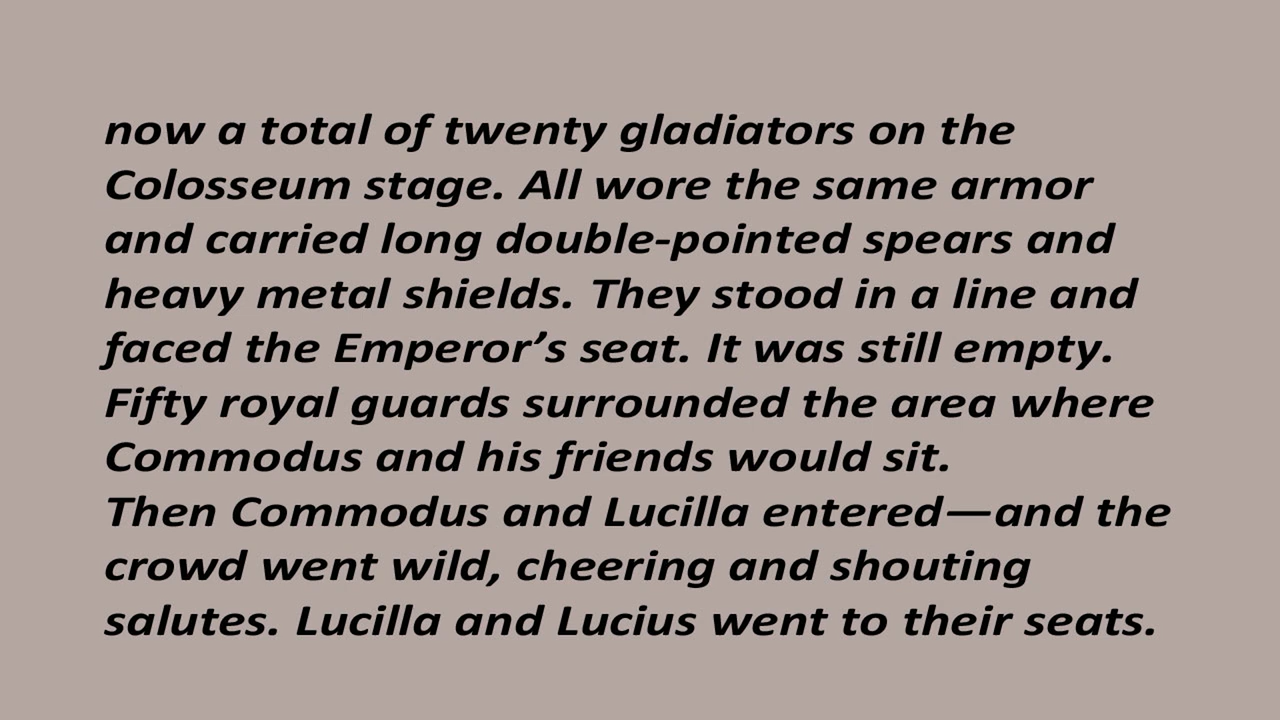 now a total of twenty gladiators on the
Colosseum stage. All wore the same armor
and carried long double-pointed spears and
heavy metal shields. They stood in a line and
faced the Emperor’s seat. It was still empty.
Fifty royal guards surrounded the area where
Commodus and his friends would sit.
Then Commodus and Lucilla entered—and the
crowd went wild, cheering and shouting
salutes. Lucilla and Lucius went to their seats.